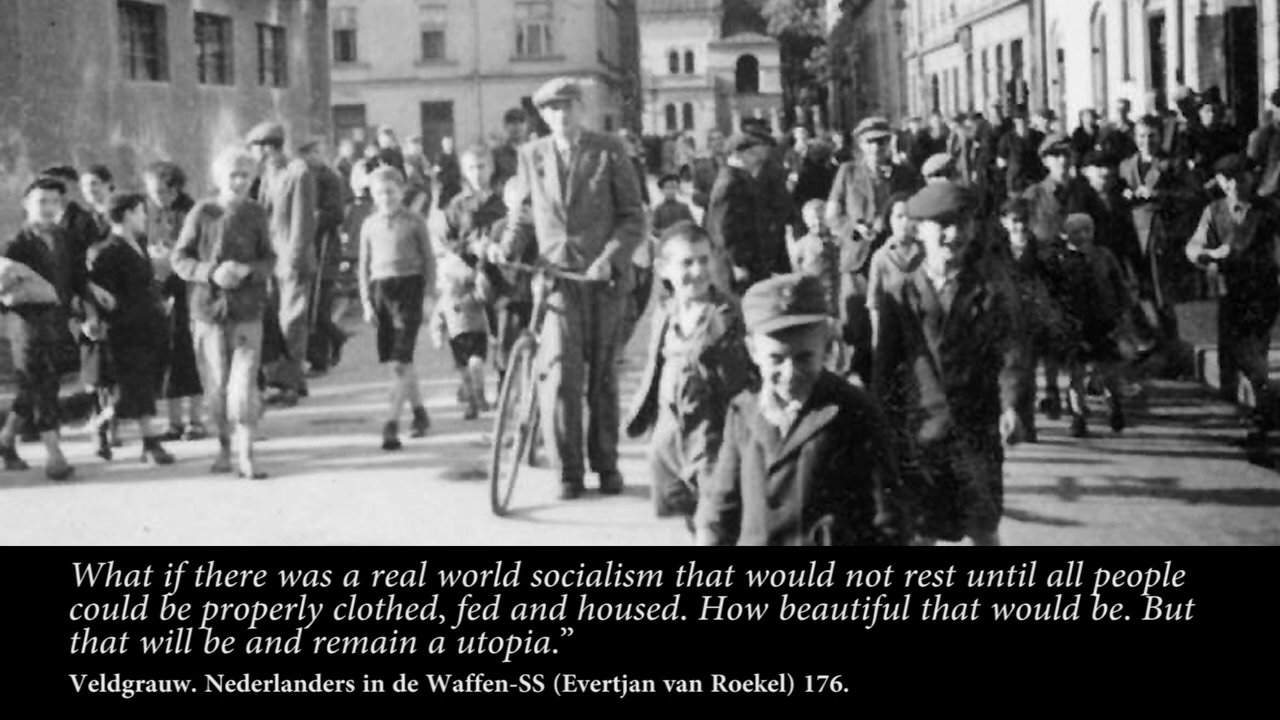 What if there was a real world socialism that would not rest until all people
could be properly clothed, fed and housed. How beautiful that would be. But
that will be and remain a utopia.”
Veldgrauw. Nederlanders in de Waffen-SS (Evertjan van Roekel) 176.